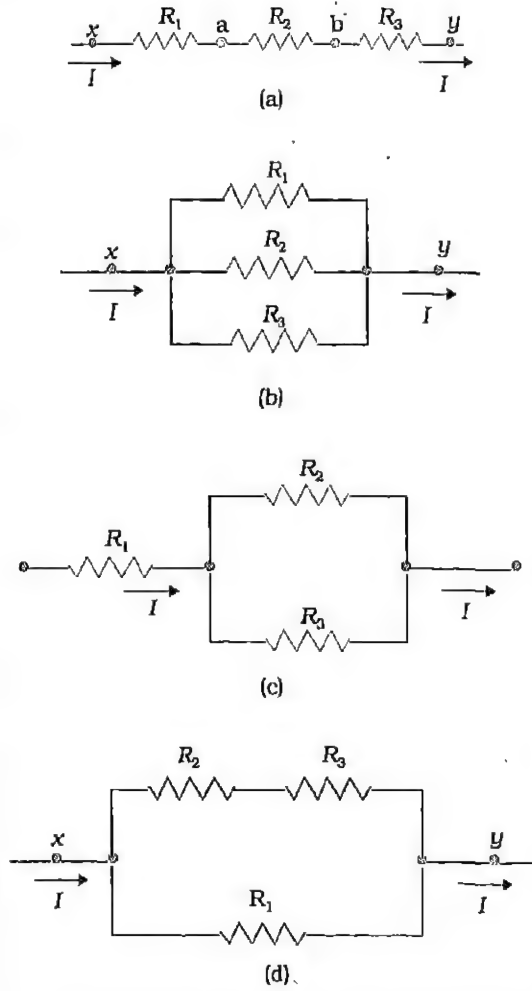 x R₁ a R₂ b R₃ y
I I
(a)
R₁
x R₂ y
I R₃ I
(b)
R₂
R₁
I I
R₃
(c)
R₂ R₃
x y
I R₁ I
(d)